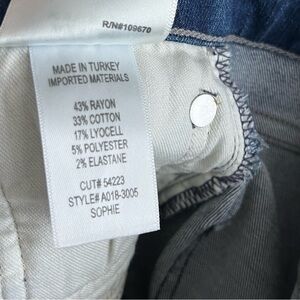 R/N#109670
MADE IN TURKEY
IMPORTED MATERIALS
43% RAYON
33% COTTON
17% LYOCELL
5% POLYESTER
2% ELASTANE
CUT# 54223
STYLE# A018-3005
SOPHIE